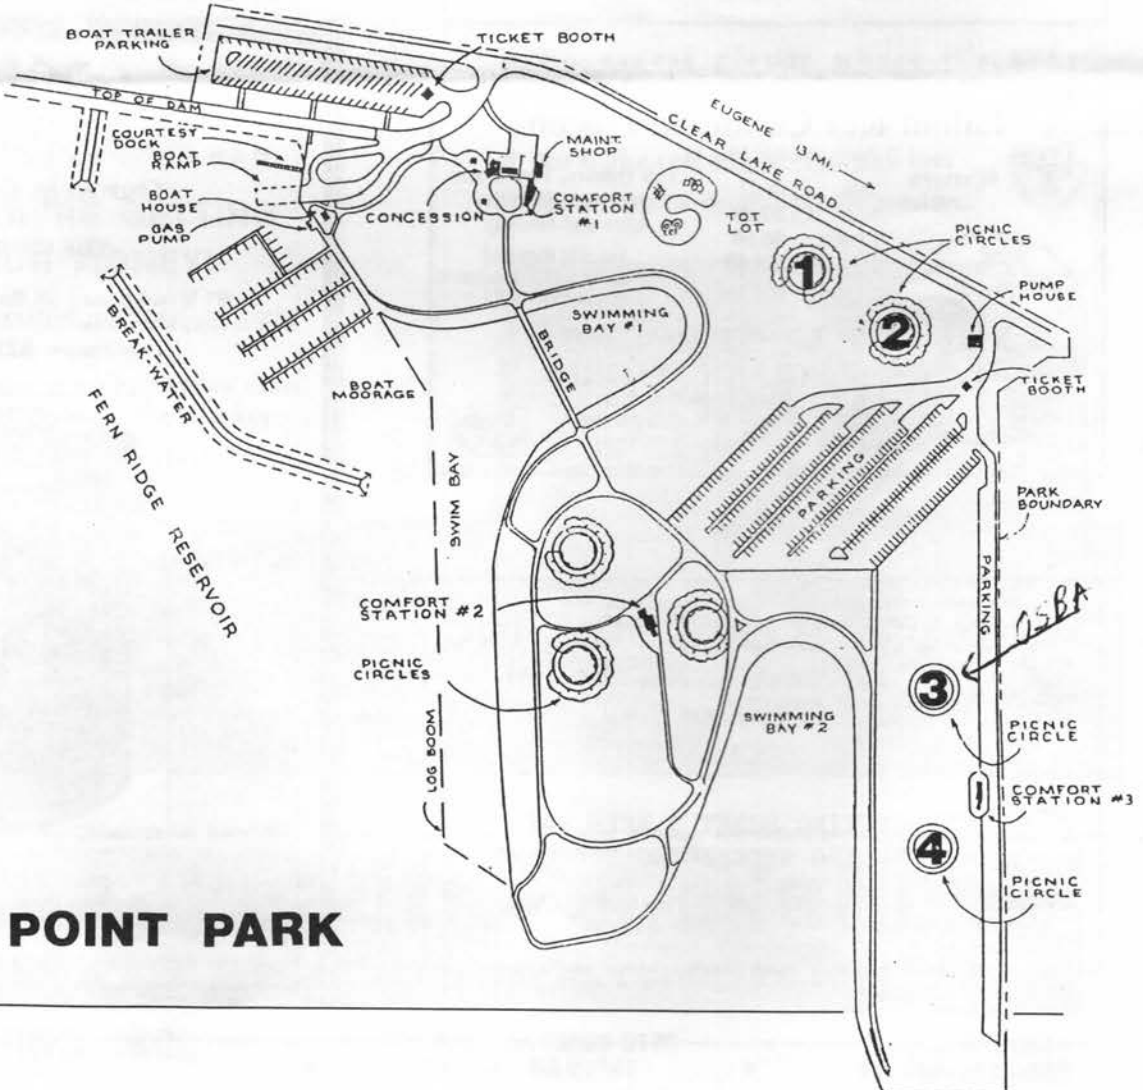 BOAT TRAILER
PARKING
TICKET BOOTH
TOP OF DAM
COURTESY
DOCK
BOAT
RAMP
BOAT
HOUSE
GAS
PUMP
CONCESSION
MAINT.
SHOP
COMFORT
STATION
#1
EUGENE 13 MI.
CLEAR LAKE ROAD
TOT
LOT
PICNIC
CIRCLES
1
2
PUMP
HOUSE
TICKET
BOOTH
SWIMMING
BAY #1
BRIDGE
BREAK-WATER
BOAT
MOORAGE
FERN RIDGE RESERVOIR
SWIM BAY
PARKING
PARK
BOUNDARY
PARKING
OSBA
COMFORT
STATION #2
PICNIC
CIRCLES
LOG BOOM
SWIMMING
BAY #2
3
PICNIC
CIRCLE
COMFORT
STATION #3
4
PICNIC
CIRCLE
POINT PARK